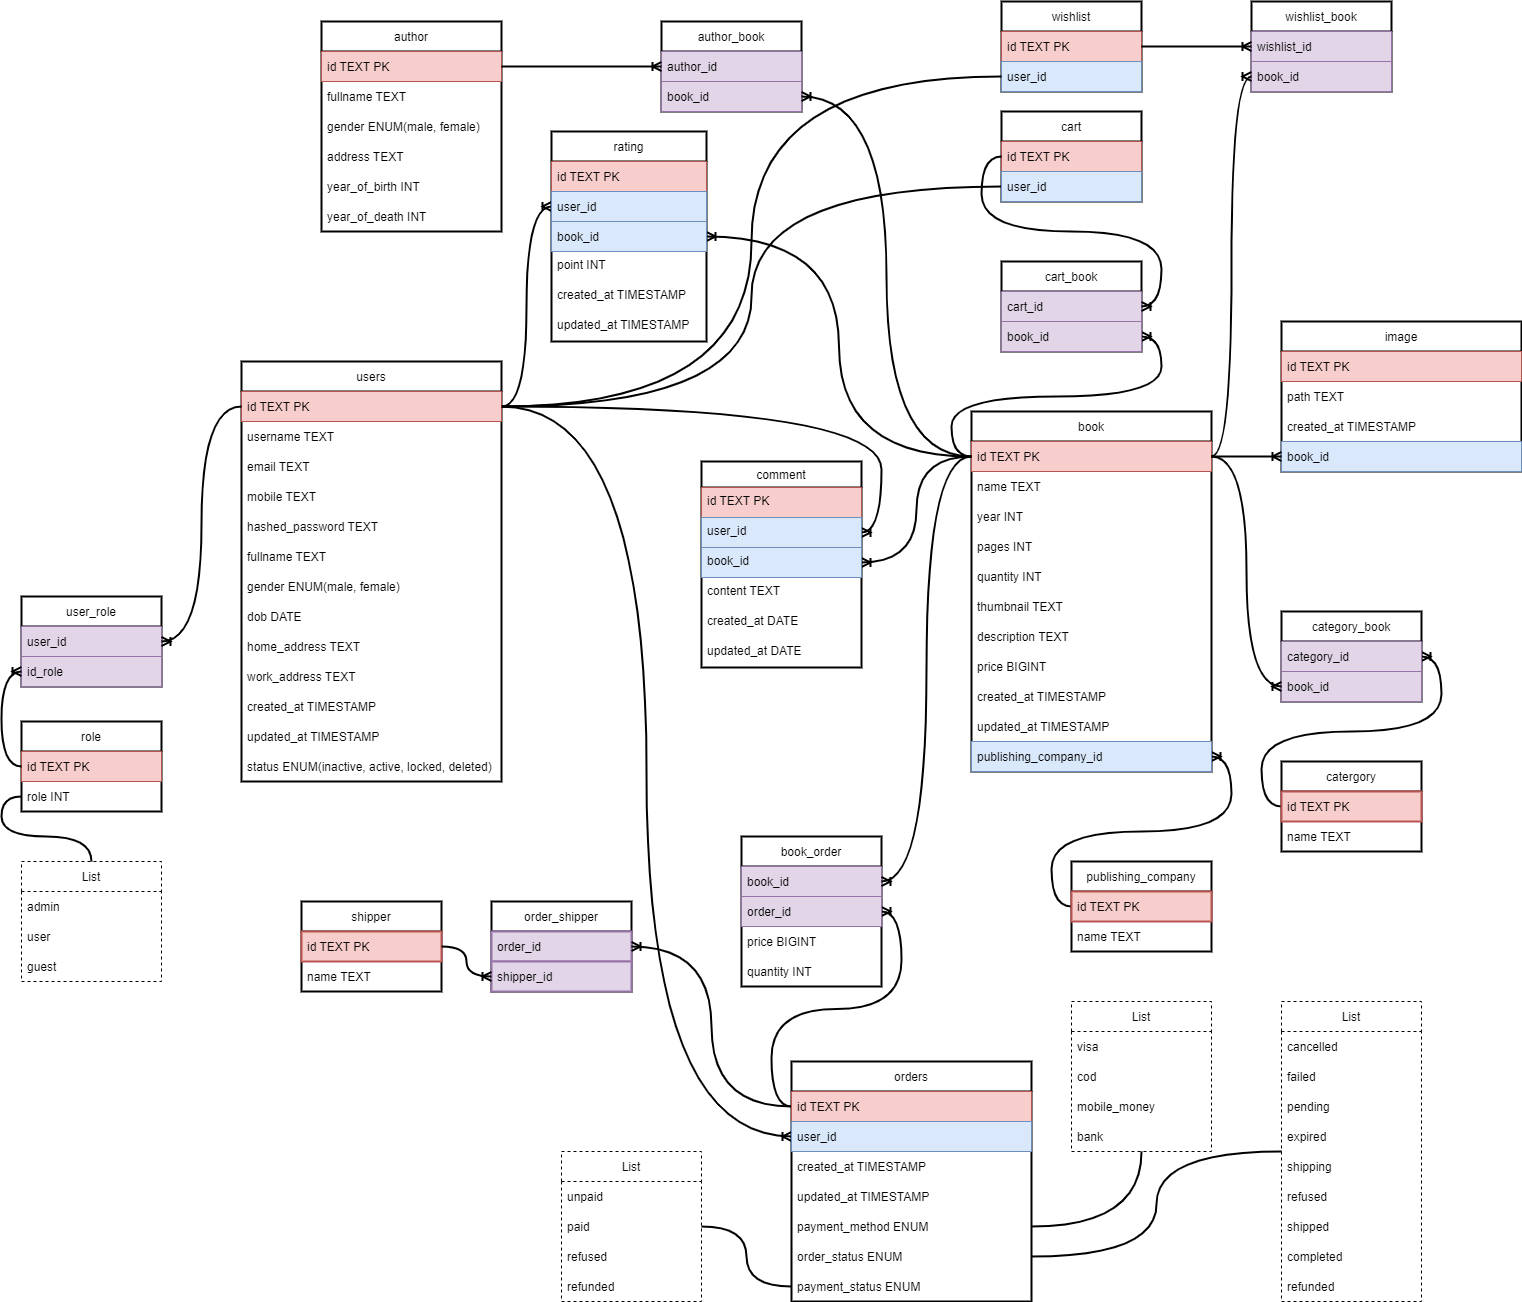 author
id TEXT PK
fullname TEXT
gender ENUM(male, female)
address TEXT
year_of_birth INT
year_of_death INT
author_book
author_id
book_id
wishlist
id TEXT PK
user_id
wishlist_book
wishlist_id
book_id
rating
id TEXT PK
user_id
book_id
point INT
created_at TIMESTAMP
updated_at TIMESTAMP
cart
id TEXT PK
user_id
cart_book
cart_id
book_id
image
id TEXT PK
path TEXT
created_at TIMESTAMP
book_id
users
id TEXT PK
username TEXT
email TEXT
mobile TEXT
hashed_password TEXT
fullname TEXT
gender ENUM(male, female)
dob DATE
home_address TEXT
work_address TEXT
created_at TIMESTAMP
updated_at TIMESTAMP
status ENUM(inactive, active, locked, deleted)
comment
id TEXT PK
user_id
book_id
content TEXT
created_at DATE
updated_at DATE
book
id TEXT PK
name TEXT
year INT
pages INT
quantity INT
thumbnail TEXT
description TEXT
price BIGINT
created_at TIMESTAMP
updated_at TIMESTAMP
publishing_company_id
user_role
user_id
id_role
role
id TEXT PK
role INT
List
admin
user
guest
category_book
category_id
book_id
catergory
id TEXT PK
name TEXT
publishing_company
id TEXT PK
name TEXT
shipper
id TEXT PK
name TEXT
order_shipper
order_id
shipper_id
book_order
book_id
order_id
price BIGINT
quantity INT
orders
id TEXT PK
user_id
created_at TIMESTAMP
updated_at TIMESTAMP
payment_method ENUM
order_status ENUM
payment_status ENUM
List
unpaid
paid
refused
refunded
List
visa
cod
mobile_money
bank
List
cancelled
failed
pending
expired
shipping
refused
shipped
completed
refunded